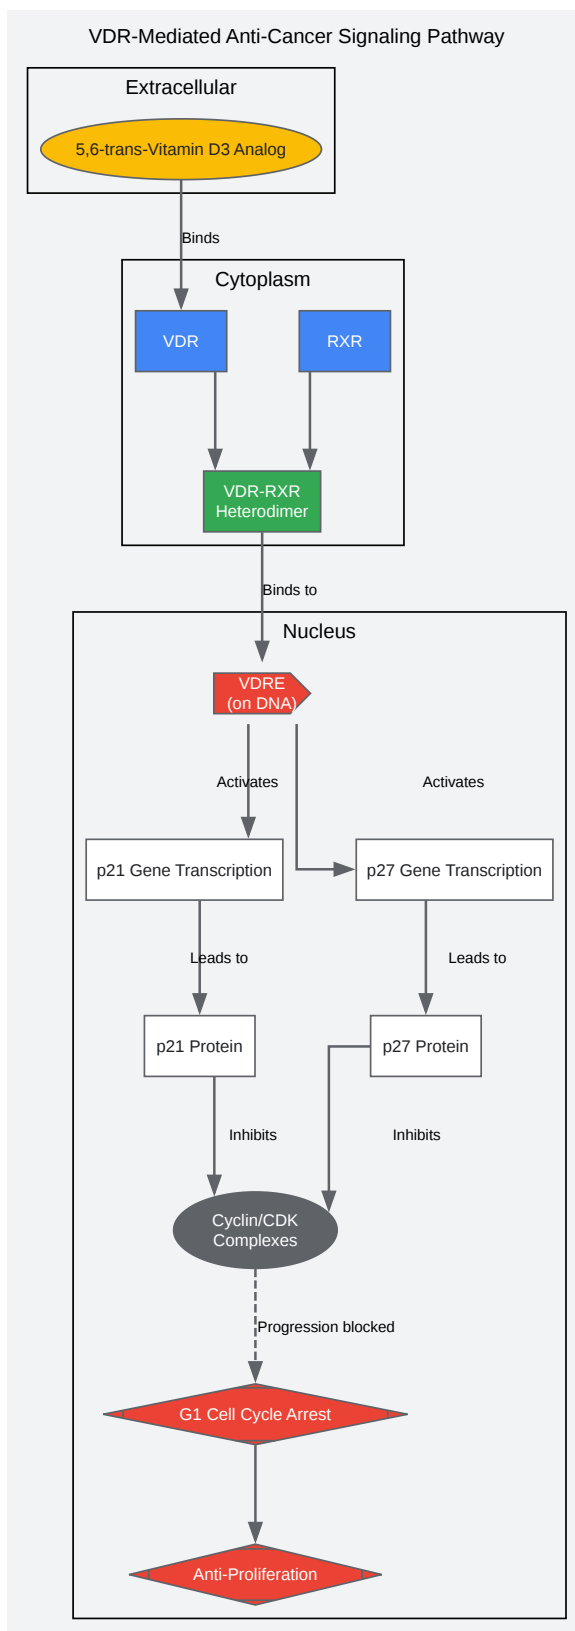 VDR-Mediated Anti-Cancer Signaling Pathway
Extracellular
5,6-trans-Vitamin D3 Analog
Binds
Cytoplasm
VDR
RXR
VDR-RXR
Heterodimer
Binds to
Nucleus
VDRE
(on DNA)
Activates
Activates
p21 Gene Transcription
p27 Gene Transcription
Leads to
Leads to
p21 Protein
p27 Protein
Inhibits
Inhibits
Cyclin/CDK
Complexes
Progression blocked
G1 Cell Cycle Arrest
Anti-Proliferation